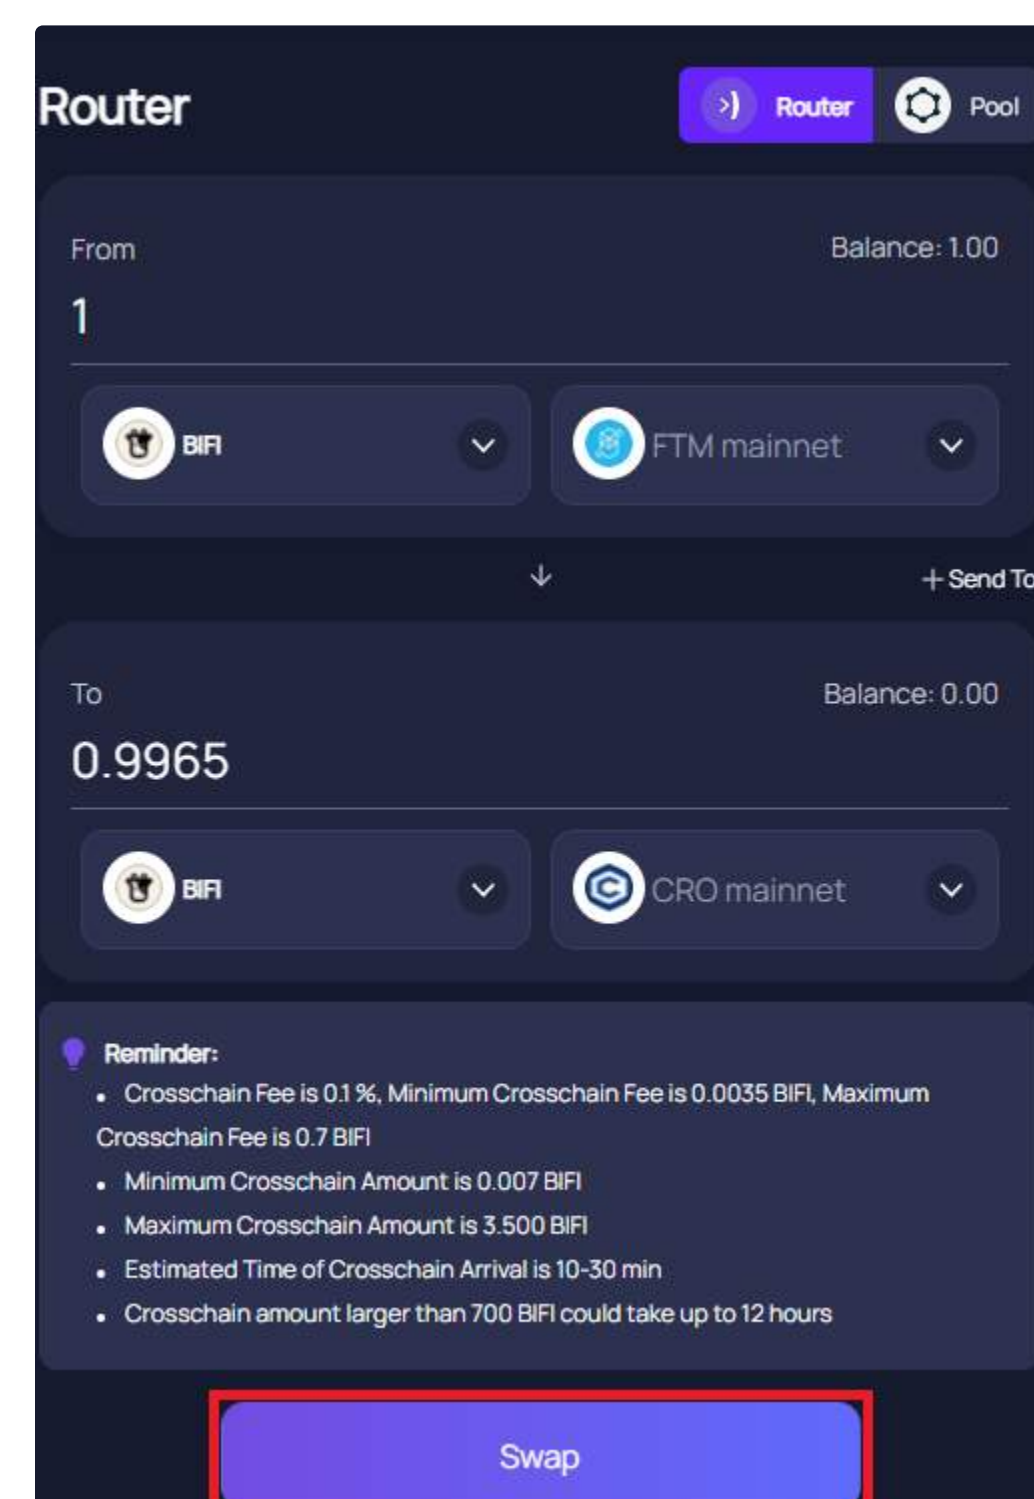 Router
Router
Pool
From
Balance: 1.00
1
BIFI
FTM mainnet
Send To
To
Balance: 0.00
0.9965
BIFI
CRO mainnet
Reminder:
• Crosschain Fee is 0.1 %, Minimum Crosschain Fee is 0.0035 BIFI, Maximum
Crosschain Fee is 0.7 BIFI
• Minimum Crosschain Amount is 0.007 BIFI
• Maximum Crosschain Amount is 3.500 BIFI
• Estimated Time of Crosschain Arrival is 10-30 min
• Crosschain amount larger than 700 BIFI could take up to 12 hours
Swap